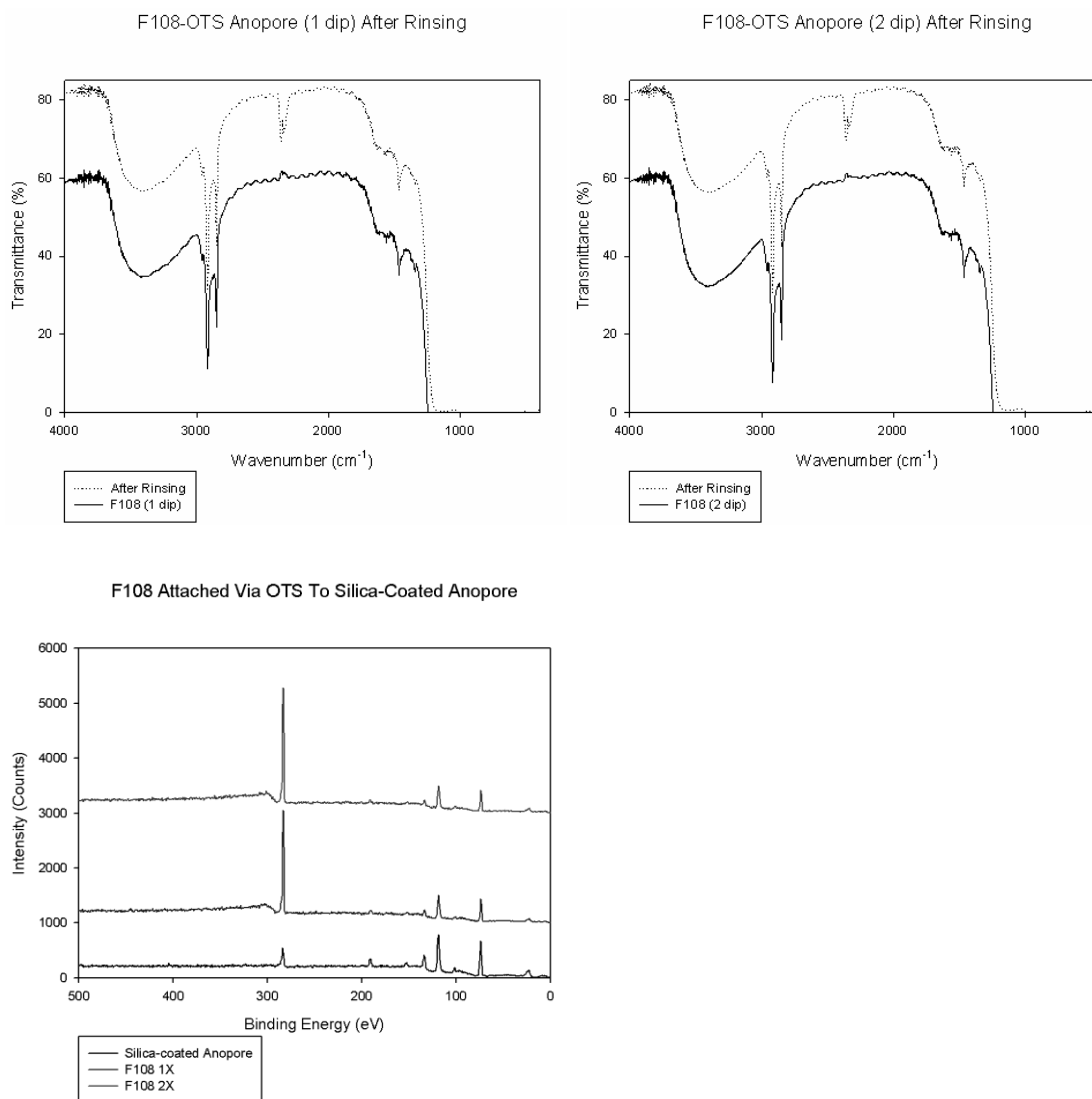 F108-OTS Anopore (1 dip) After Rinsing
80
60
40
20
0
Transmittance (%)
4000 3000 2000 1000
Wavenumber (cm⁻¹)
After Rinsing
F108 (1 dip)
F108-OTS Anopore (2 dip) After Rinsing
80
60
40
20
0
Transmittance (%)
4000 3000 2000 1000
Wavenumber (cm⁻¹)
After Rinsing
F108 (2 dip)
F108 Attached Via OTS To Silica-Coated Anopore
6000
5000
4000
3000
2000
1000
0
Intensity (Counts)
500 400 300 200 100 0
Binding Energy (eV)
Silica-coated Anopore
F108 1X
F108 2X